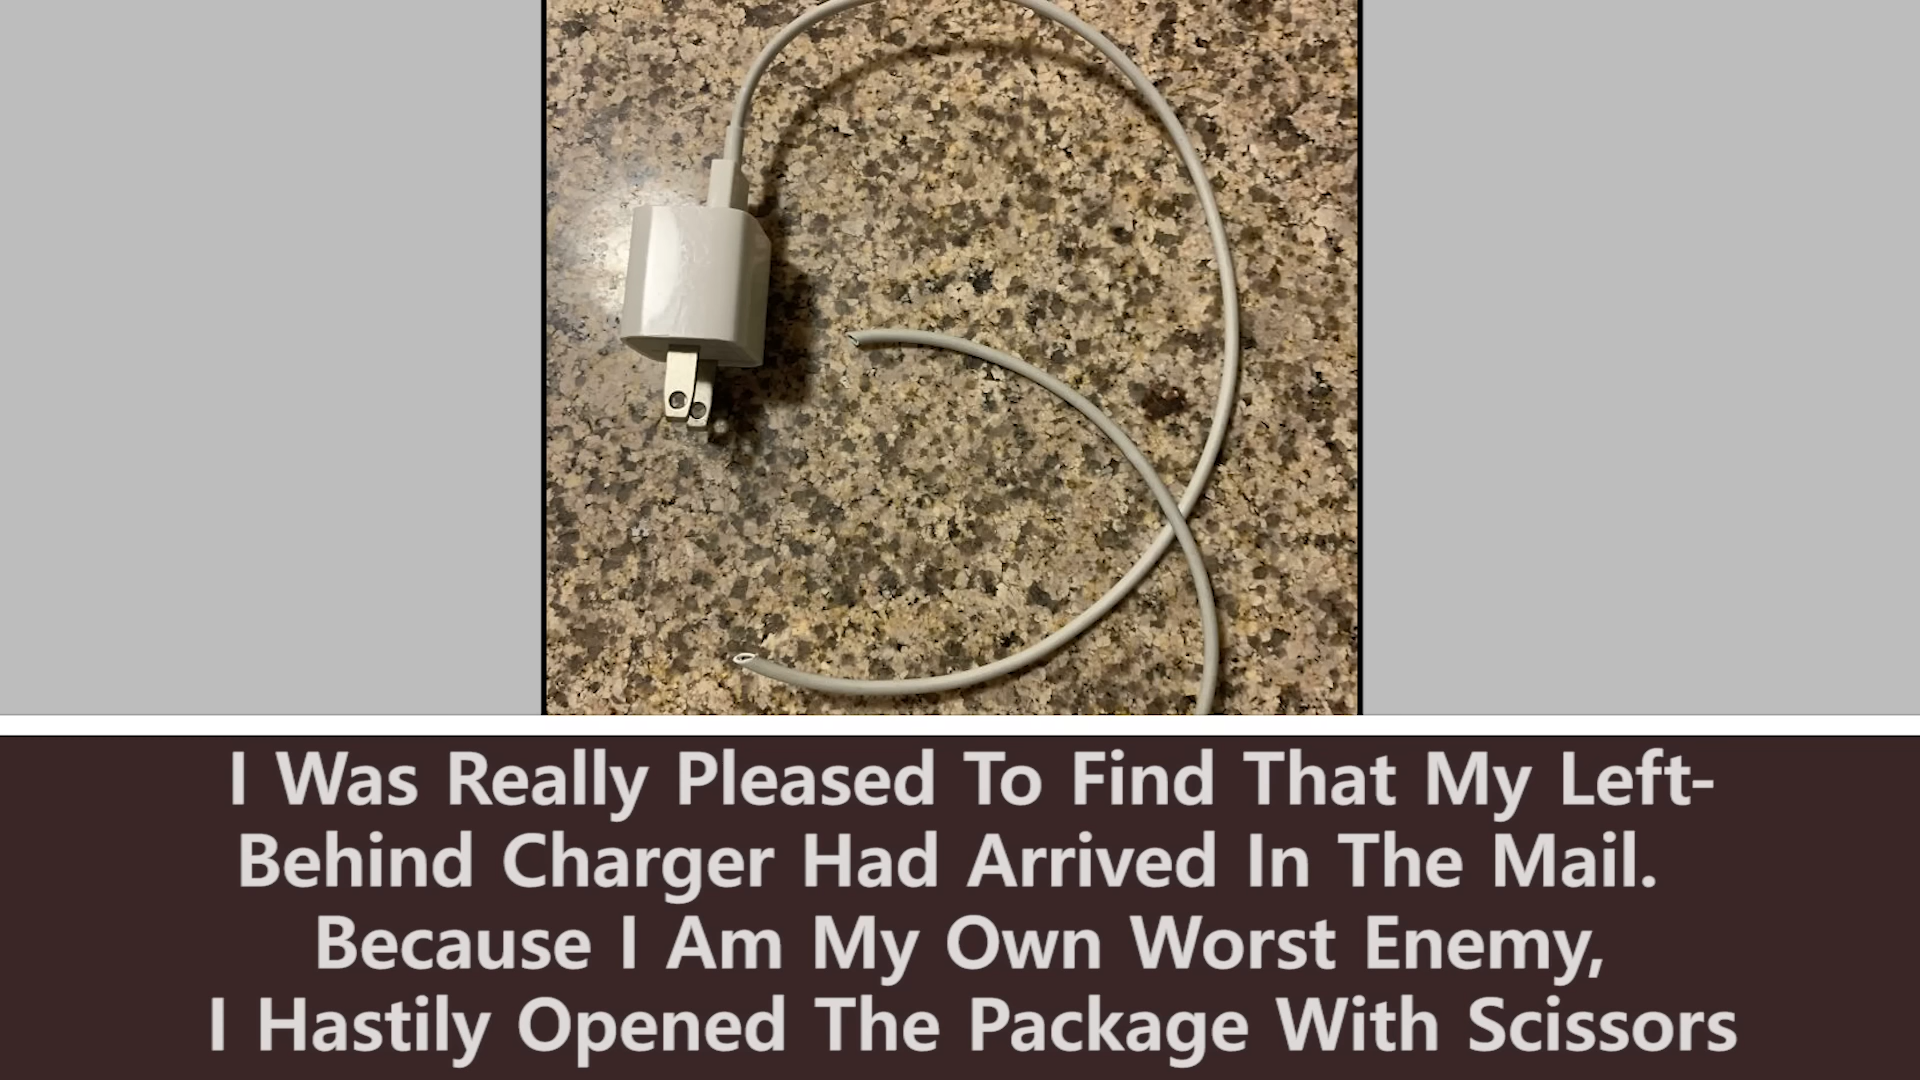 I Was Really Pleased To Find That My Left-
Behind Charger Had Arrived In The Mail.
Because I Am My Own Worst Enemy,
I Hastily Opened The Package With Scissors